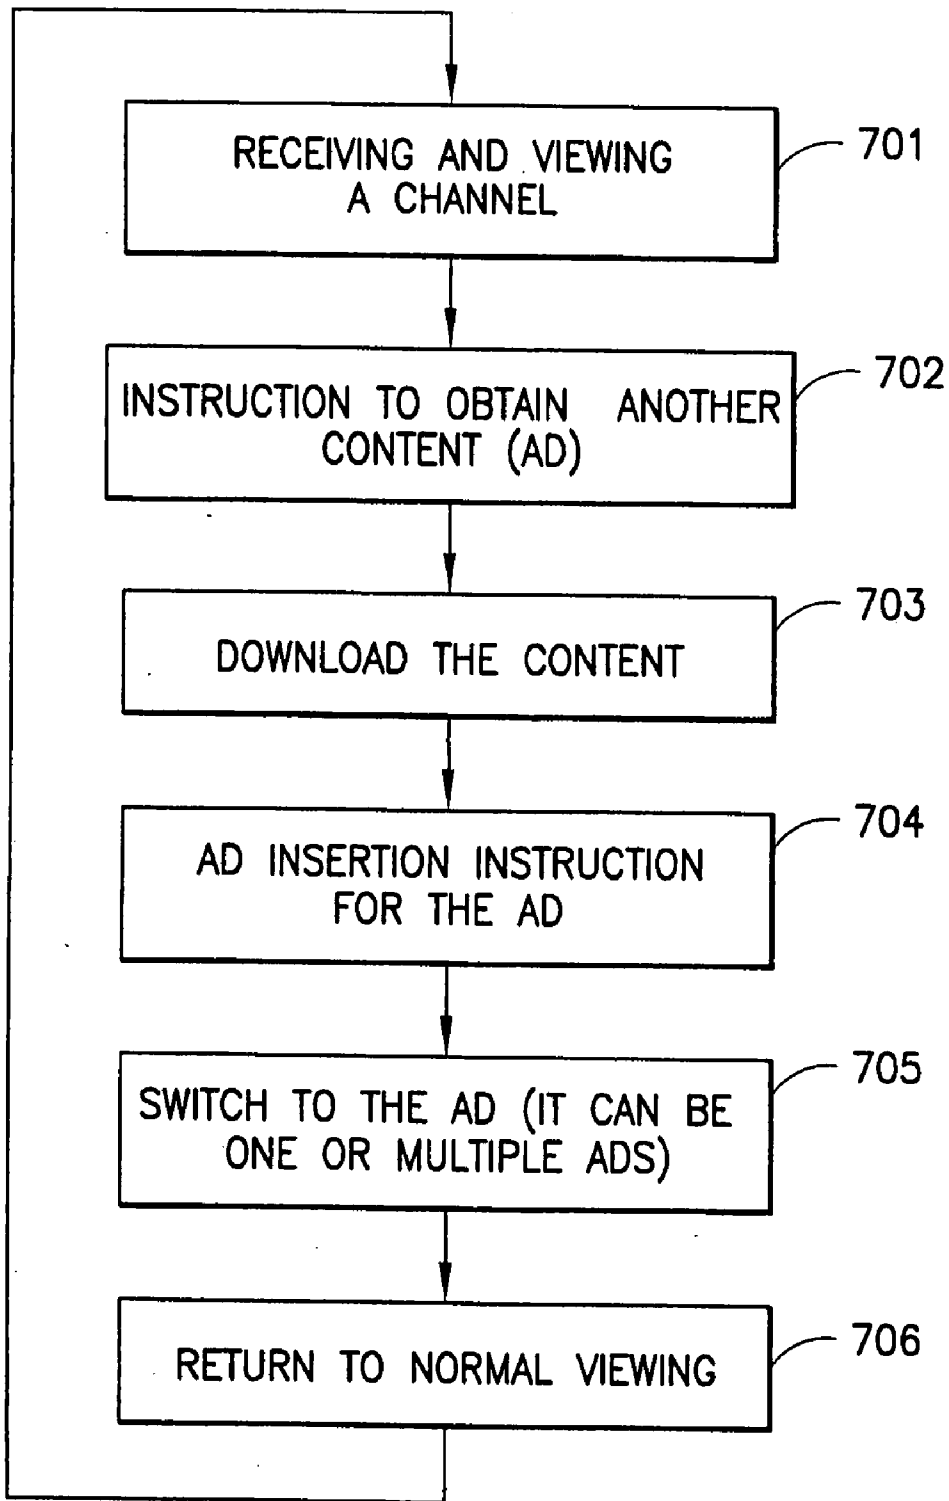 RECEIVING AND VIEWING
A CHANNEL
701
INSTRUCTION TO OBTAIN ANOTHER
CONTENT (AD)
702
DOWNLOAD THE CONTENT
703
AD INSERTION INSTRUCTION
FOR THE AD
704
SWITCH TO THE AD (IT CAN BE
ONE OR MULTIPLE ADS)
705
RETURN TO NORMAL VIEWING
706